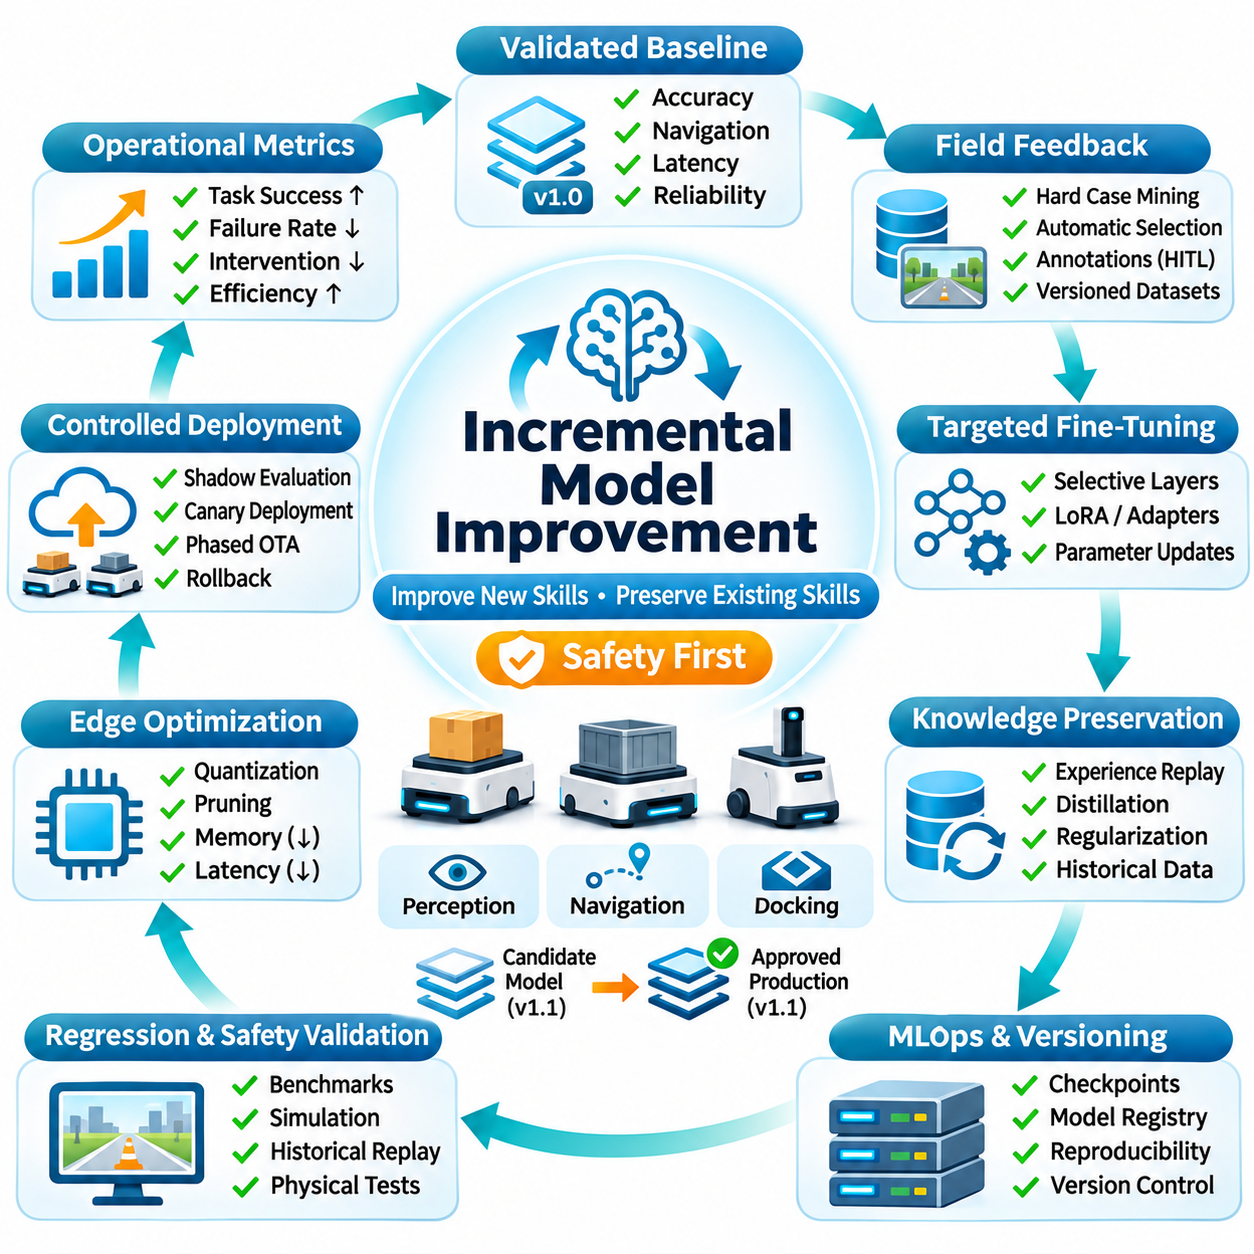 Validated Baseline
Accuracy
Navigation
Latency
Reliability
v1.0
Field Feedback
Hard Case Mining
Automatic Selection
Annotations (HITL)
Versioned Datasets
Targeted Fine-Tuning
Selective Layers
LoRA / Adapters
Parameter Updates
Knowledge Preservation
Experience Replay
Distillation
Regularization
Historical Data
MLOps & Versioning
Checkpoints
Model Registry
Reproducibility
Version Control
Regression & Safety Validation
Benchmarks
Simulation
Historical Replay
Physical Tests
Edge Optimization
Quantization
Pruning
Memory (↓)
Latency (↓)
Controlled Deployment
Shadow Evaluation
Canary Deployment
Phased OTA
Rollback
Operational Metrics
Task Success ↑
Failure Rate ↓
Intervention ↓
Efficiency ↑
Incremental
Model
Improvement
Improve New Skills • Preserve Existing Skills
Safety First
Perception
Navigation
Docking
Candidate
Model
(v1.1)
Approved
Production
(v1.1)